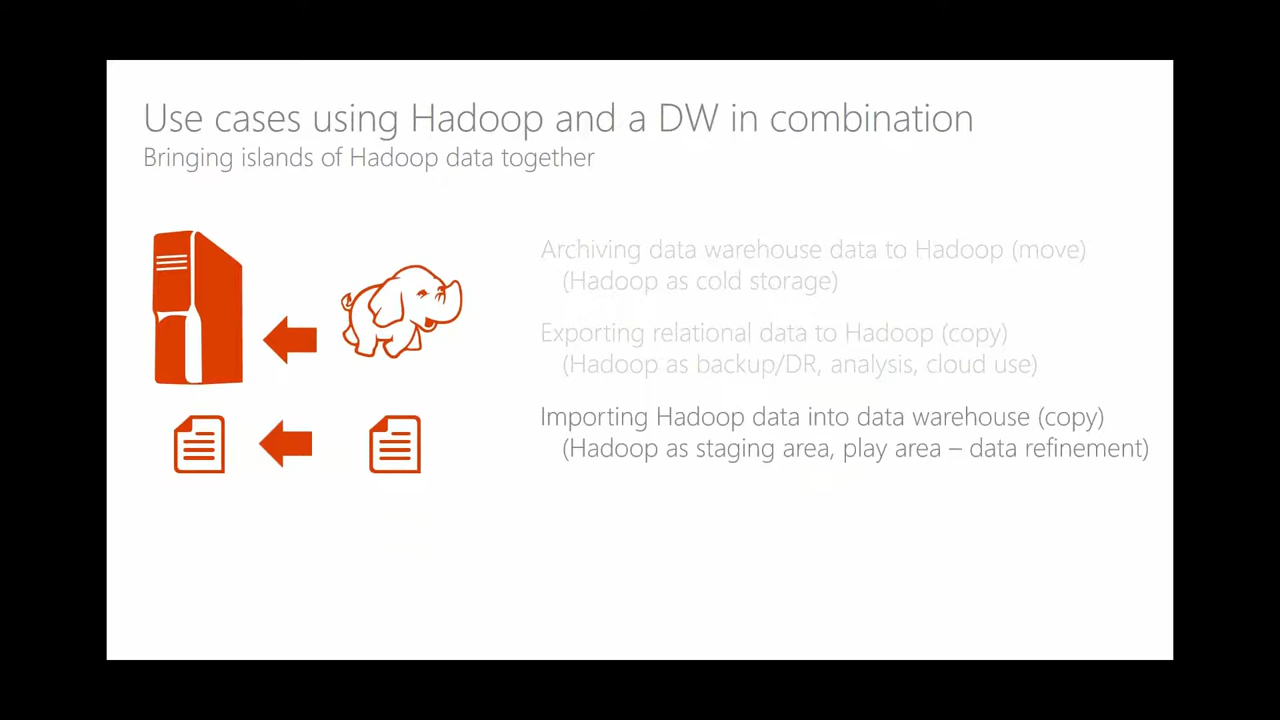 Use cases using Hadoop and a DW in combination
Bringing islands of Hadoop data together
Archiving data warehouse data to Hadoop (move)
(Hadoop as cold storage)
Exporting relational data to Hadoop (copy)
(Hadoop as backup/DR, analysis, cloud use)
Importing Hadoop data into data warehouse (copy)
(Hadoop as staging area, play area – data refinement)